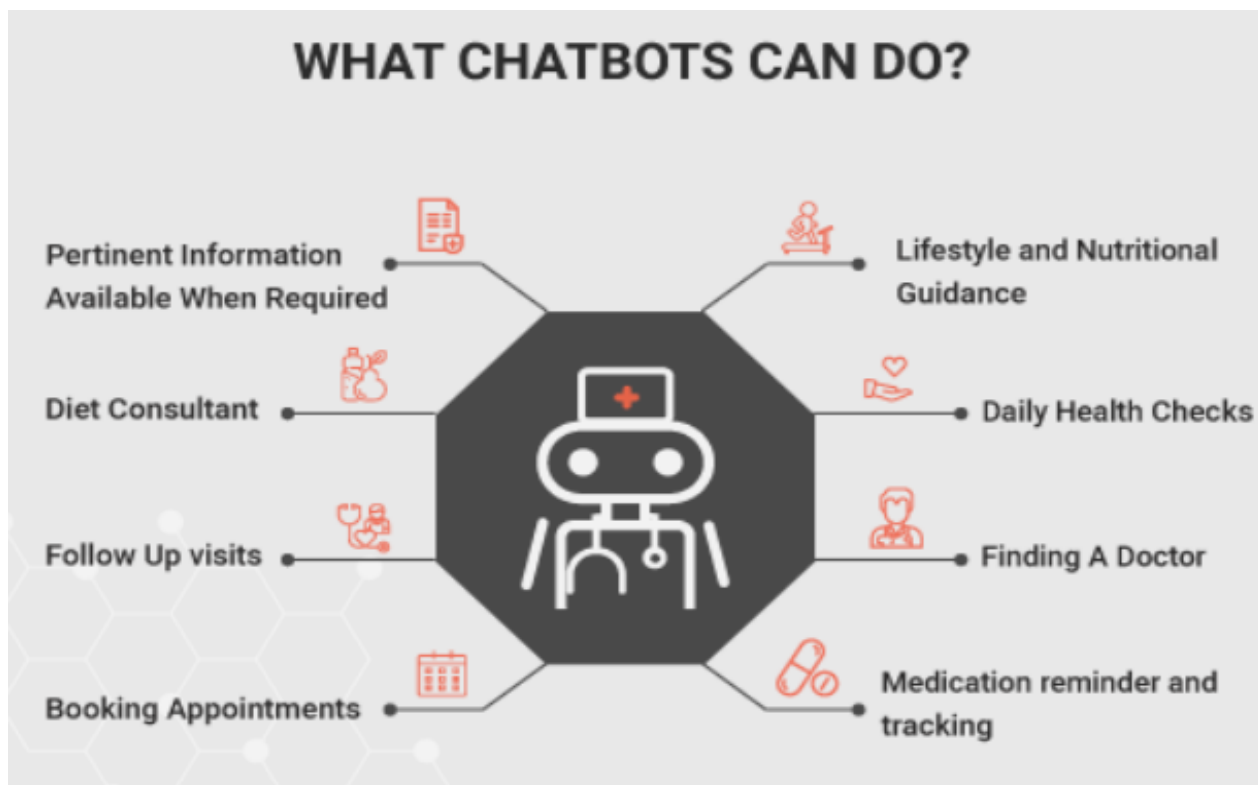 WHAT CHATBOTS CAN DO?
Pertinent Information
Available When Required
Diet Consultant
Follow Up visits
Booking Appointments
Lifestyle and Nutritional
Guidance
Daily Health Checks
Finding A Doctor
Medication reminder and
tracking